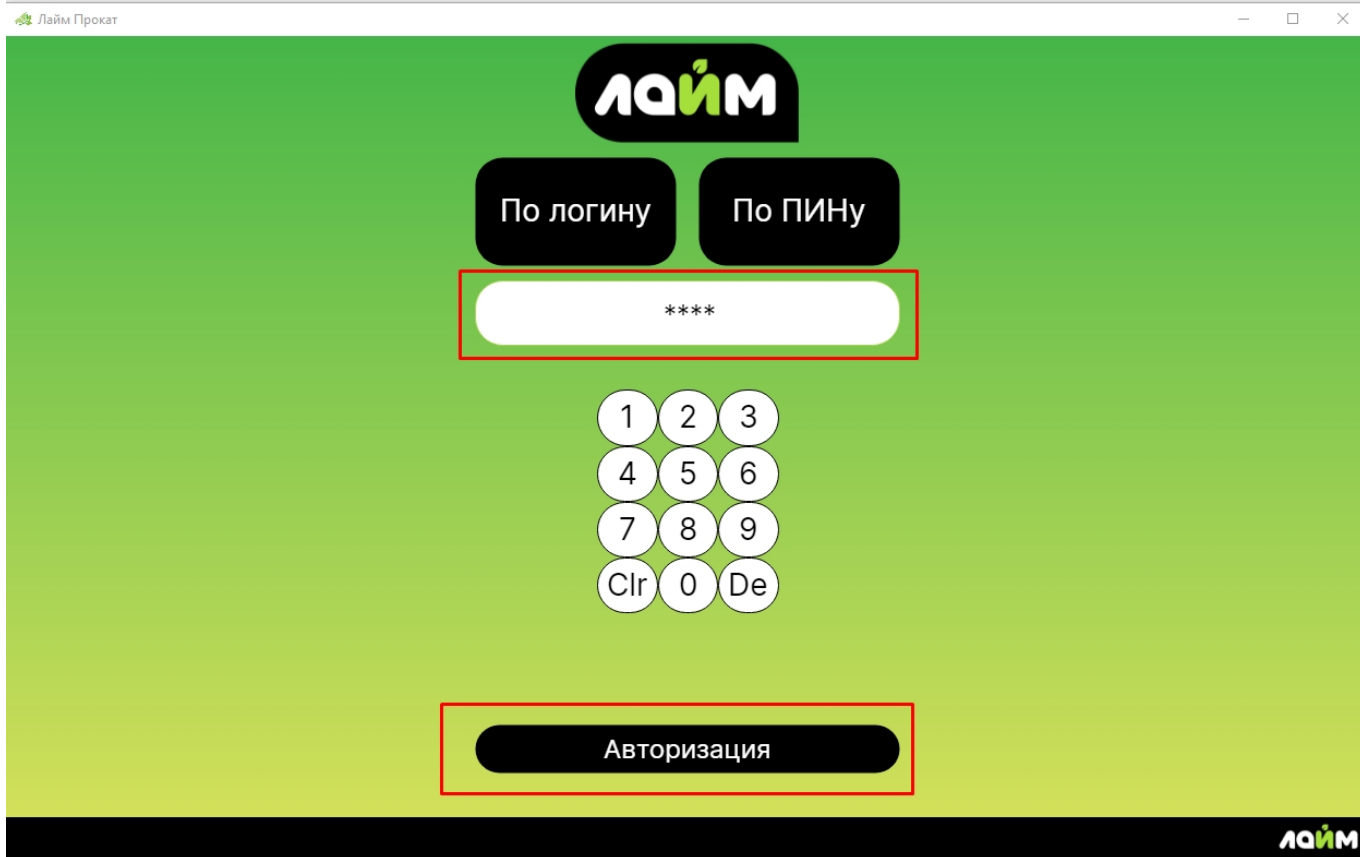 Лайм Прокат
лайм
По логину По ПИНу
****
1 2 3
4 5 6
7 8 9
Clr 0 De
Авторизация
лайм